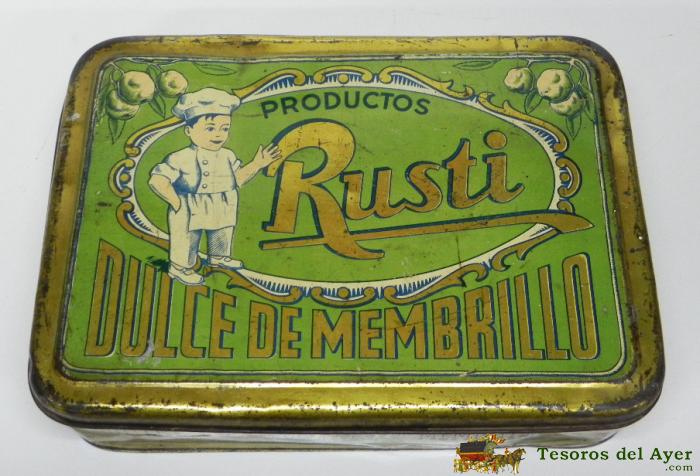 PRODUCTOS
Rusti
DULCE DE MEMBRILLO
Tesoros del Ayer
.com